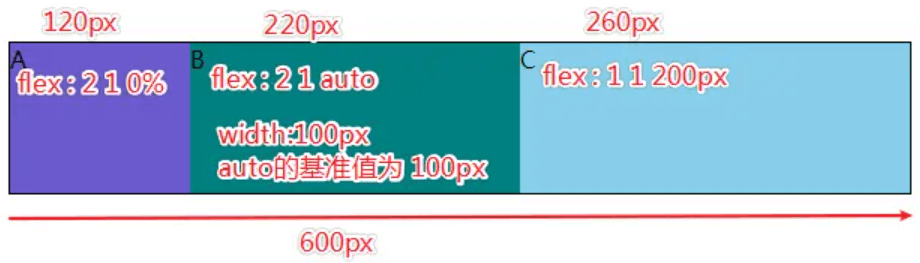 120px 220px 260px
A B C
flex : 2 1 0% flex : 2 1 auto flex : 1 1 200px
width:100px
auto的基准值为 100px
600px